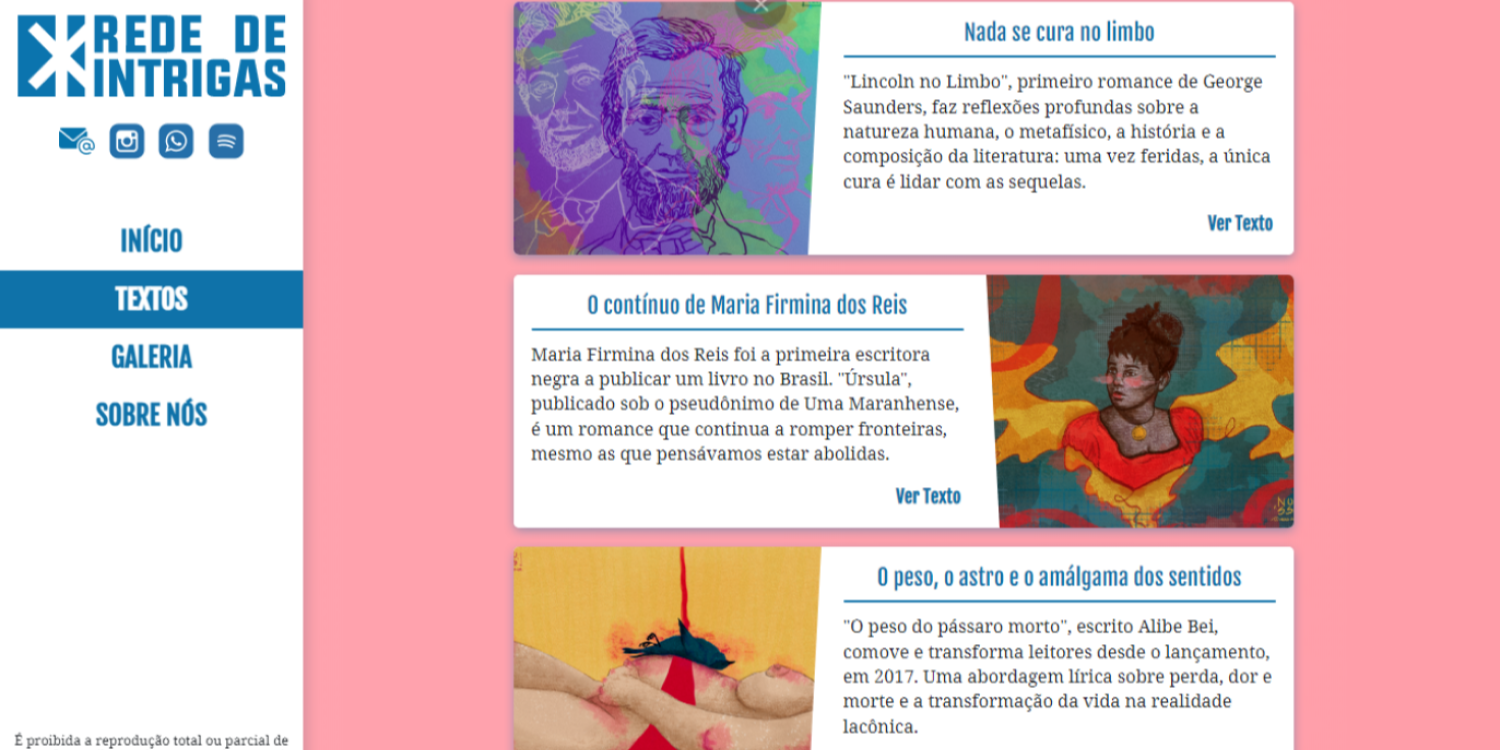 REDE DE
INTRIGAS
INÍCIO
TEXTOS
GALERIA
SOBRE NÓS
É proibida a reprodução total ou parcial de
Nada se cura no limbo
"Lincoln no Limbo", primeiro romance de George
Saunders, faz reflexões profundas sobre a
natureza humana, o metafísico, a história e a
composição da literatura: uma vez feridas, a única
cura é lidar com as sequelas.
Ver Texto
O contínuo de Maria Firmina dos Reis
Maria Firmina dos Reis foi a primeira escritora
negra a publicar um livro no Brasil. "Úrsula",
publicado sob o pseudônimo de Uma Maranhense,
é um romance que continua a romper fronteiras,
mesmo as que pensávamos estar abolidas.
Ver Texto
O peso, o astro e o amálgama dos sentidos
"O peso do pássaro morto", escrito Alibe Bei,
comove e transforma leitores desde o lançamento,
em 2017. Uma abordagem lírica sobre perda, dor e
morte e a transformação da vida na realidade
lacônica.